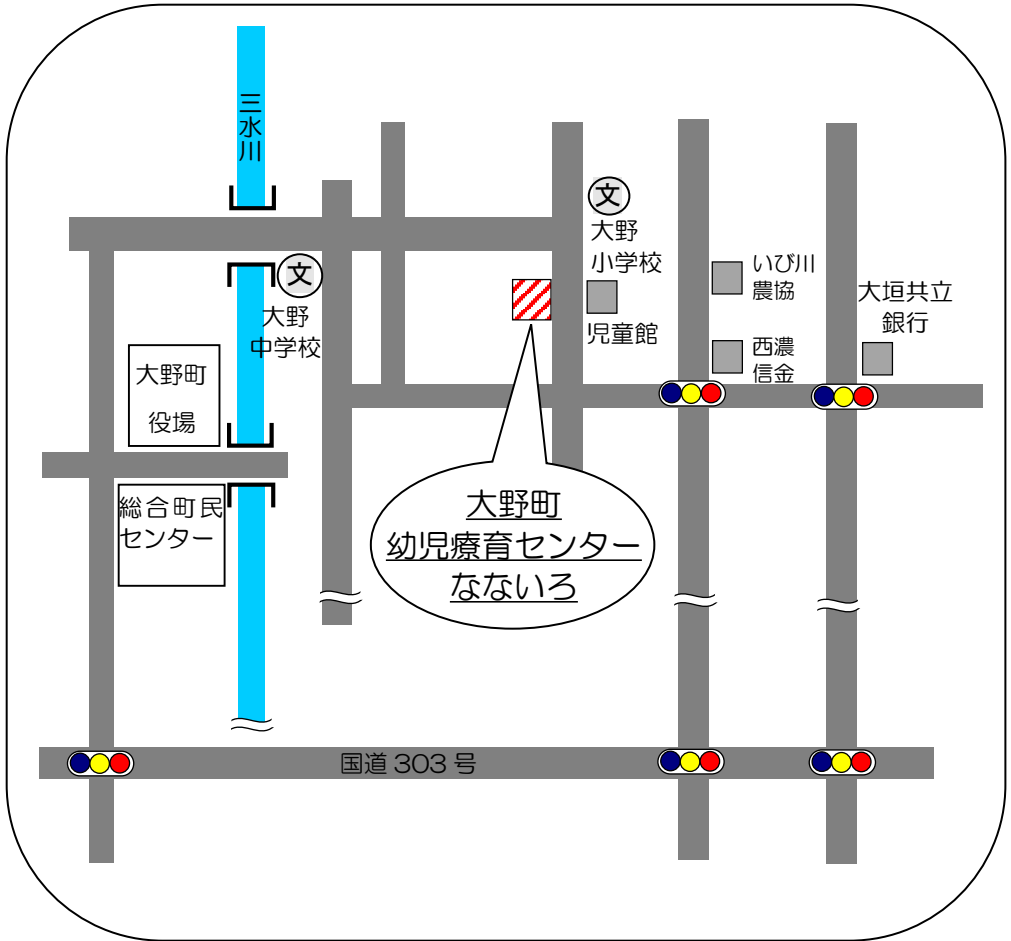 三水川
文
大野
小学校
文
大野
中学校
いび川
農協
大垣共立
銀行
児童館
西濃
信金
大野町
役場
総合町民
センター
大野町
幼児療育センター
なないろ
国道303号